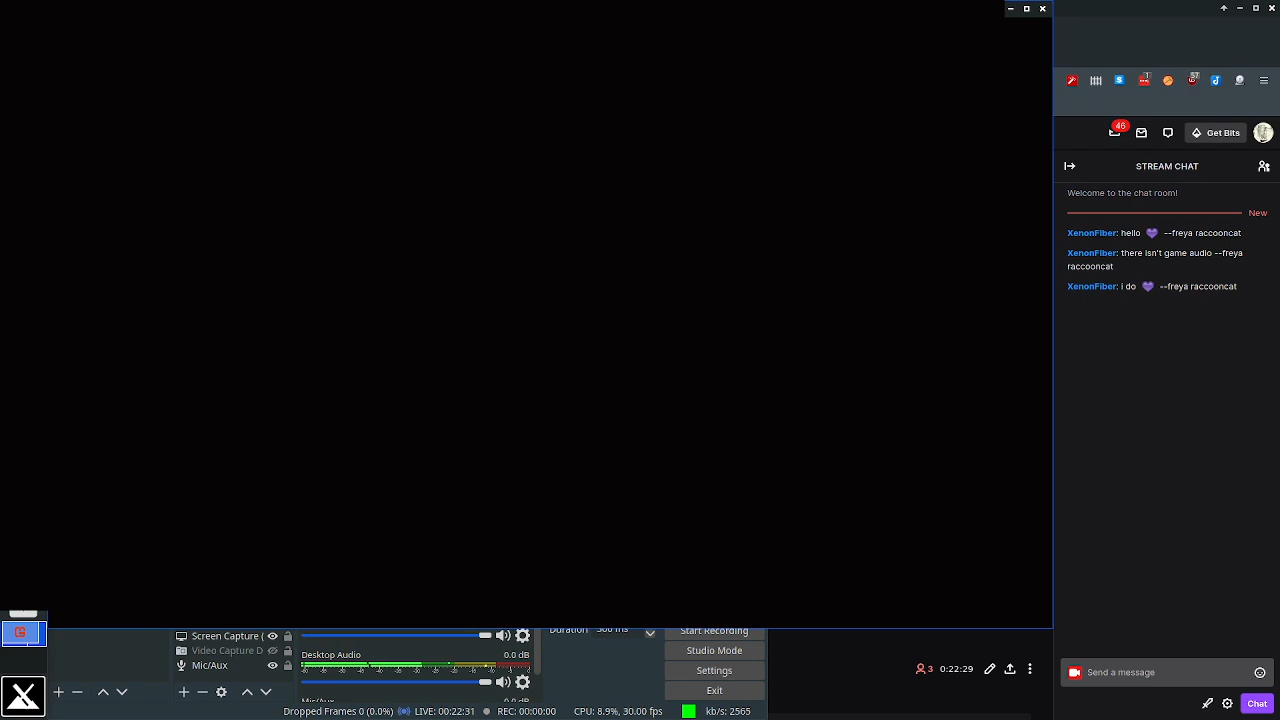 46
Get Bits
STREAM CHAT
Welcome to the chat room!
New
XenonFiber: hello 💜 --freya raccooncat
XenonFiber: there isn't game audio --freya
raccooncat
XenonFiber: i do 💜 --freya raccooncat
Screen Capture (
Video Capture D
Mic/Aux
Desktop Audio 0.0 dB
Duration 300 ms
Start Recording
Studio Mode
Settings
Exit
3 0:22:29
Send a message
Chat
Dropped Frames 0 (0.0%) LIVE: 00:22:31 REC: 00:00:00 CPU: 8.9%, 30.00 fps kb/s: 2565